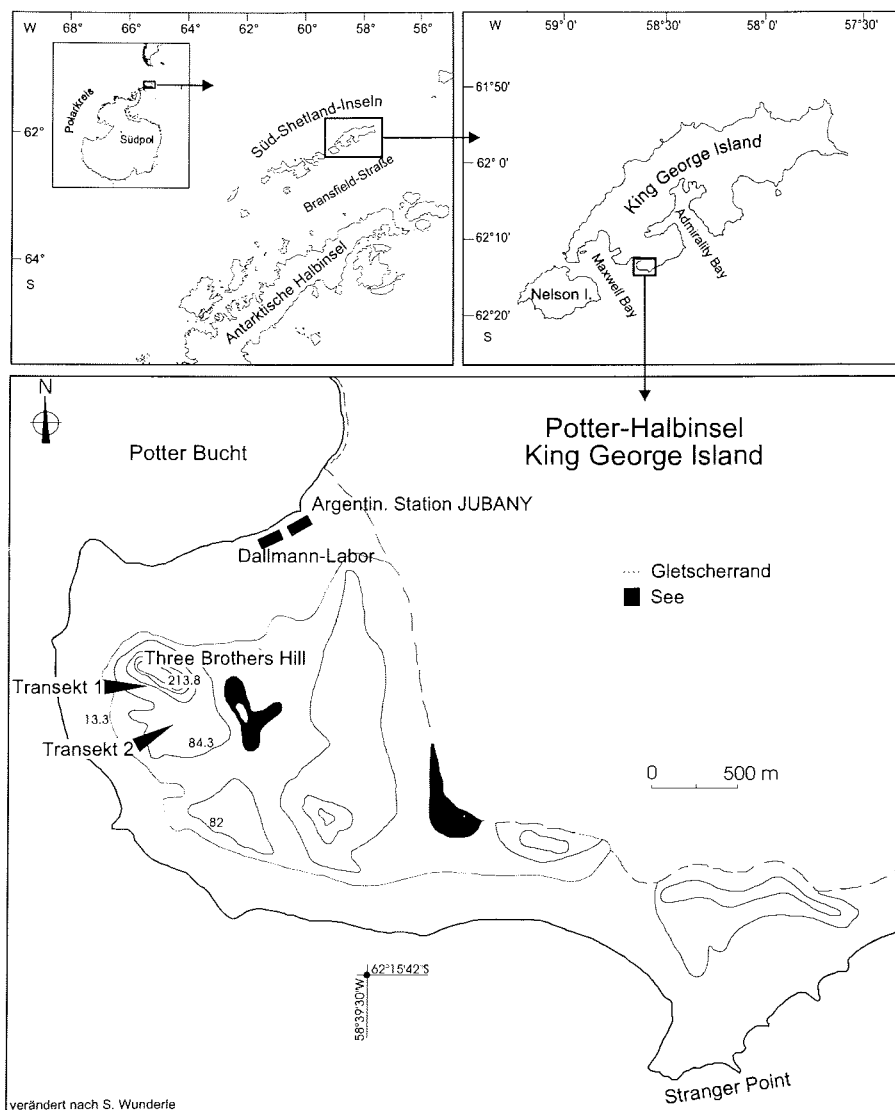 W 68° 66° 64° 62° 60° 58° 56°
62°
64°
S
Polarkreis
Südpol
Süd-Shetland-Inseln
Bransfield-Straße
Antarktische Halbinsel
W 59° 0' 58°30' 58° 0' 57°30'
61°50'
62° 0'
62°10'
62°20'
S
King George Island
Admirality Bay
Maxwell Bay
Nelson I.
N
Potter Bucht
Potter-Halbinsel
King George Island
Argentin. Station JUBANY
Dallmann-Labor
Gletscherrand
See
Three Brothers Hill
213.8
Transekt 1
13.3
Transekt 2
84.3
82
0 500 m
62°15'42"S
58°39'30"W
Stranger Point
verändert nach S. Wunderle